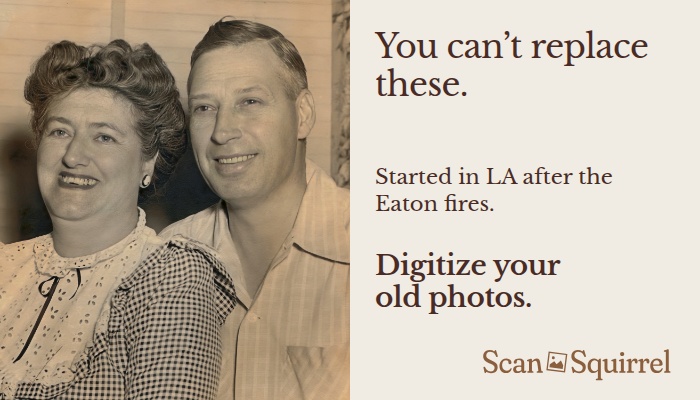 You can’t replace
these.
Started in LA after the
Eaton fires.
Digitize your
old photos.
Scan Squirrel